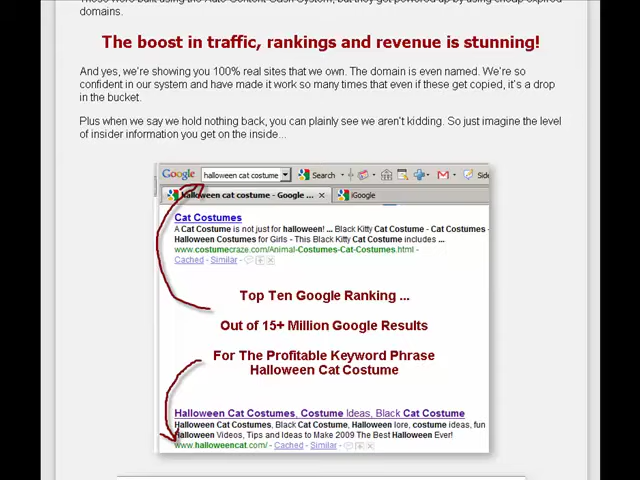 These were built using the Auto Content Cash System, but they get powered up by using cheap expired
domains.
The boost in traffic, rankings and revenue is stunning!
And yes, we're showing you 100% real sites that we own. The domain is even named. We're so
confident in our system and have made it work so many times that even if these get copied, it's a drop
in the bucket.
Plus when we say we hold nothing back, you can plainly see we aren't kidding. So just imagine the level
of insider information you get on the inside...
Google halloween cat costume Search Side
halloween cat costume - Google ... iGoogle
Cat Costumes
A Cat Costume is not just for halloween! ... Black Kitty Cat Costume - Cat Costumes -
Halloween Costumes for Girls - This Black Kitty Cat Costume includes ...
www.costumecraze.com/Animal-Costumes-Cat-Costumes.html -
Cached - Similar -
Top Ten Google Ranking ...
Out of 15+ Million Google Results
For The Profitable Keyword Phrase
Halloween Cat Costume
Halloween Cat Costumes, Costume Ideas, Black Cat Costume
Halloween Cat Costumes, Black Cat Costume, Halloween lore, costume ideas, fun
Halloween Videos, Tips and Ideas to Make 2009 The Best Halloween Ever!
www.halloweencat.com/ - Cached - Similar -